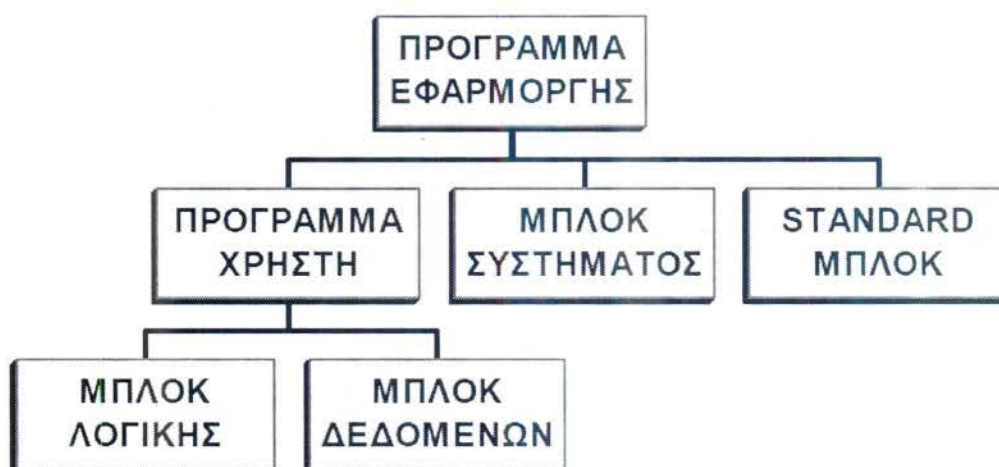 ΠΡΟΓΡΑΜΜΑ
ΕΦΑΡΜΟΡΓΗΣ
ΠΡΟΓΡΑΜΜΑ
ΧΡΗΣΤΗ
ΜΠΛΟΚ
ΣΥΣΤΗΜΑΤΟΣ
STANDARD
ΜΠΛΟΚ
ΜΠΛΟΚ
ΛΟΓΙΚΗΣ
ΜΠΛΟΚ
ΔΕΔΟΜΕΝΩΝ